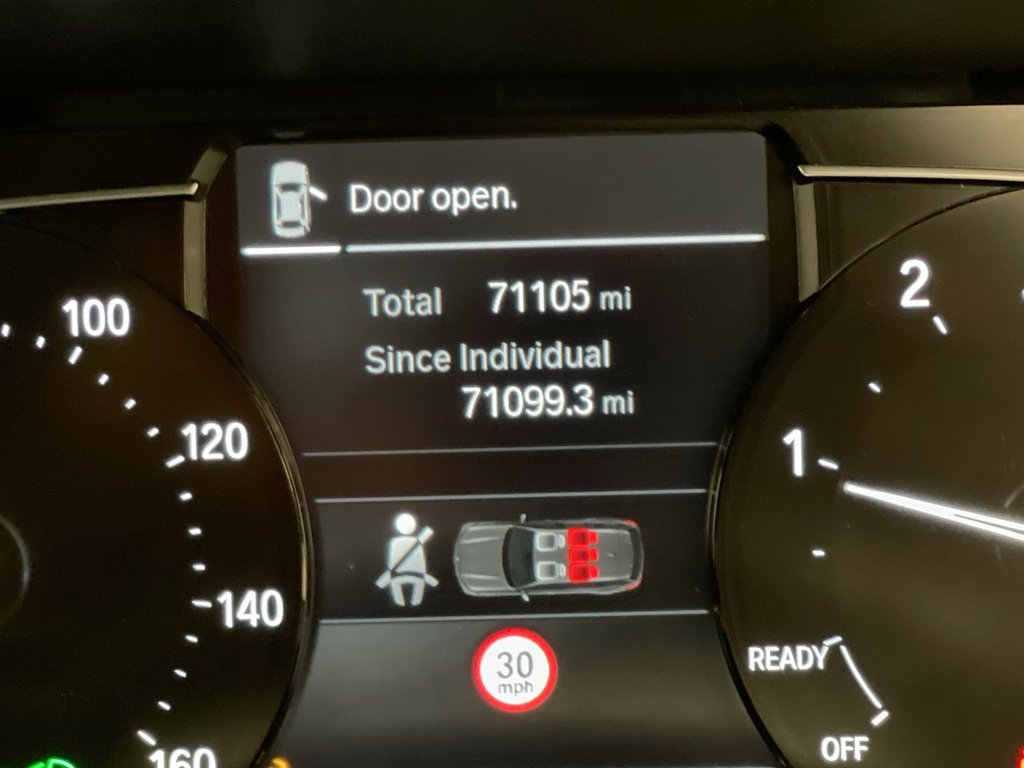 Door open.
Total 71105 mi
Since Individual
71099.3 mi
30
mph
100
120
140
160
2
1
READY
OFF